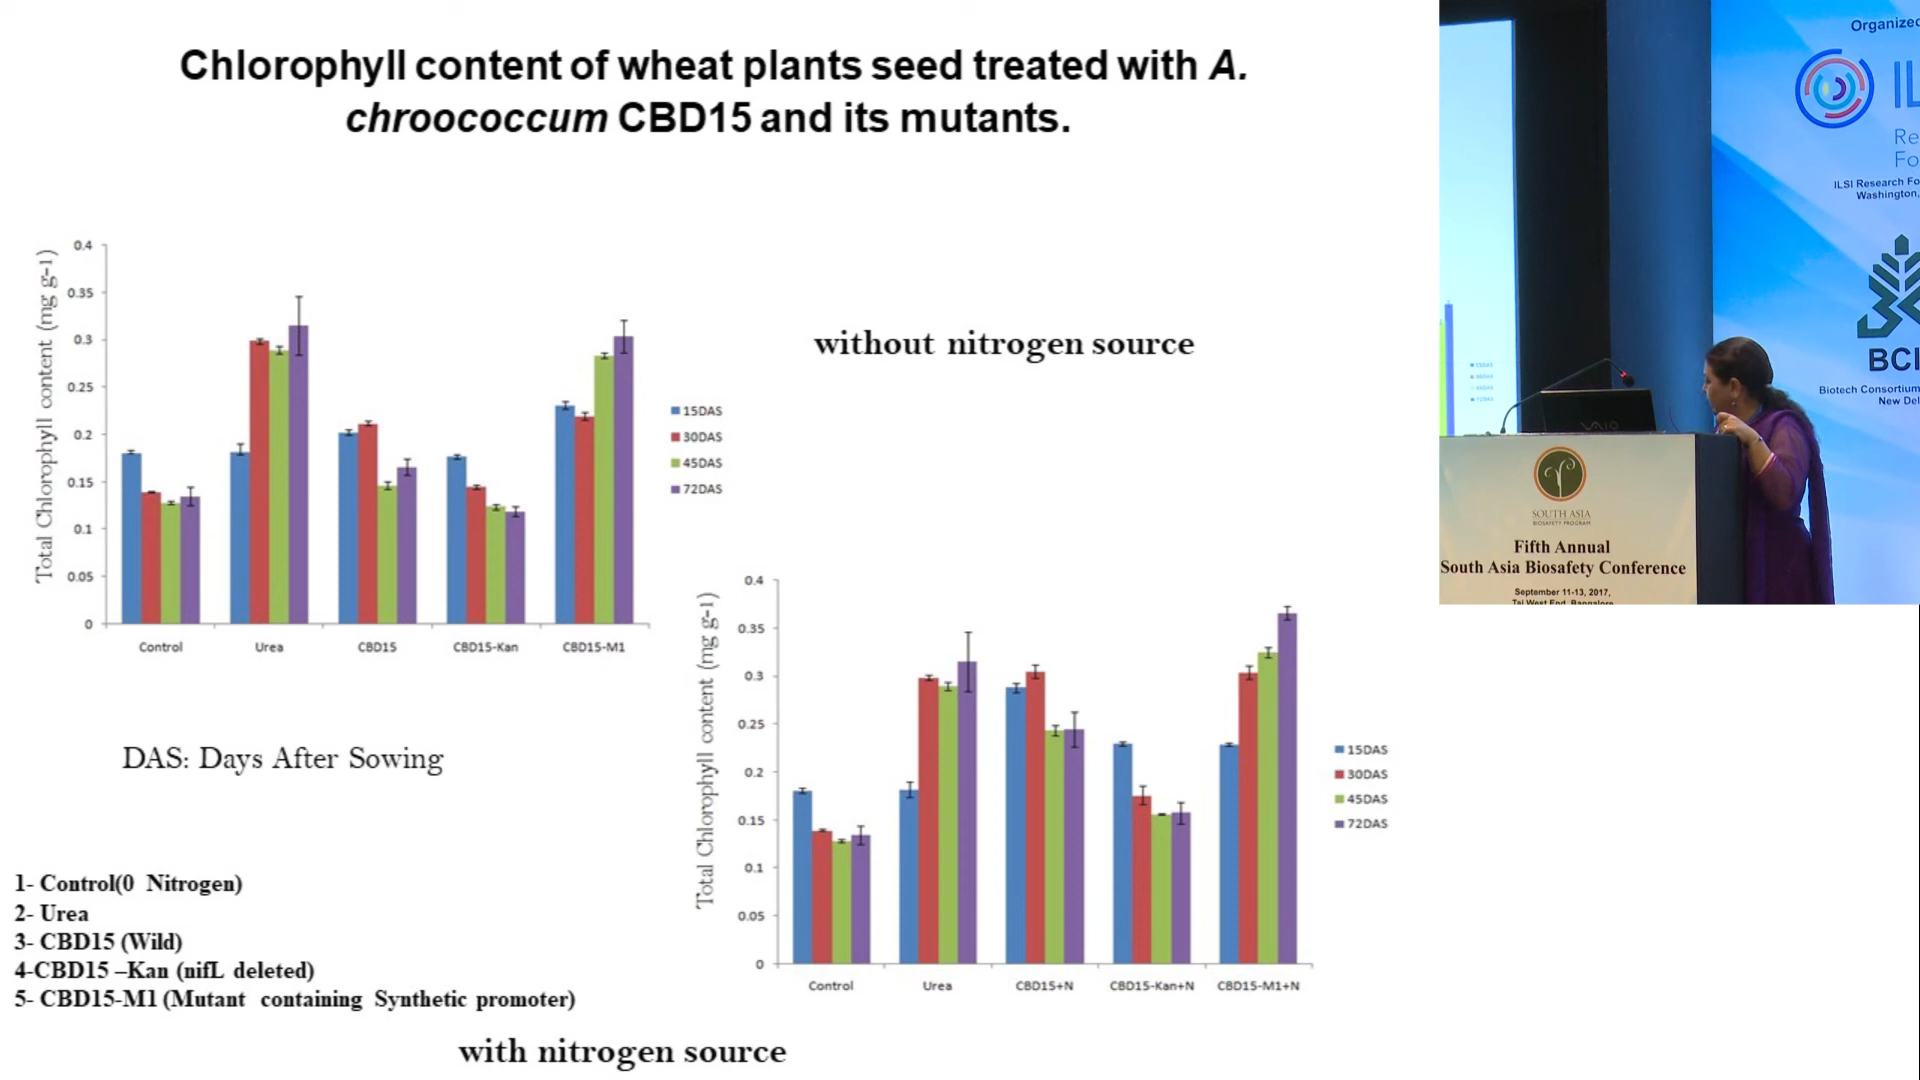 Chlorophyll content of wheat plants seed treated with A.
chroococcum CBD15 and its mutants.
Total Chlorophyll content (mg g-1)
0.4
0.35
0.3
0.25
0.2
0.15
0.1
0.05
0
Control Urea CBD15 CBD15-Kan CBD15-M1
15DAS
30DAS
45DAS
72DAS
without nitrogen source
DAS: Days After Sowing
Total Chlorophyll content (mg g-1)
0.4
0.35
0.3
0.25
0.2
0.15
0.1
0.05
0
Control Urea CBD15+N CBD15-Kan+N CBD15-M1+N
15DAS
30DAS
45DAS
72DAS
1- Control(0 Nitrogen)
2- Urea
3- CBD15 (Wild)
4-CBD15 –Kan (nifL deleted)
5- CBD15-M1 (Mutant containing Synthetic promoter)
with nitrogen source
Organized
IL
Re
Fo
ILSI Research Fo
Washington,
BCI
Biotech Consortium
New Del
VAIO
SOUTH ASIA
BIOSAFETY PROGRAM
Fifth Annual
South Asia Biosafety Conference
September 11-13, 2017,
Taj West End, Bangalore